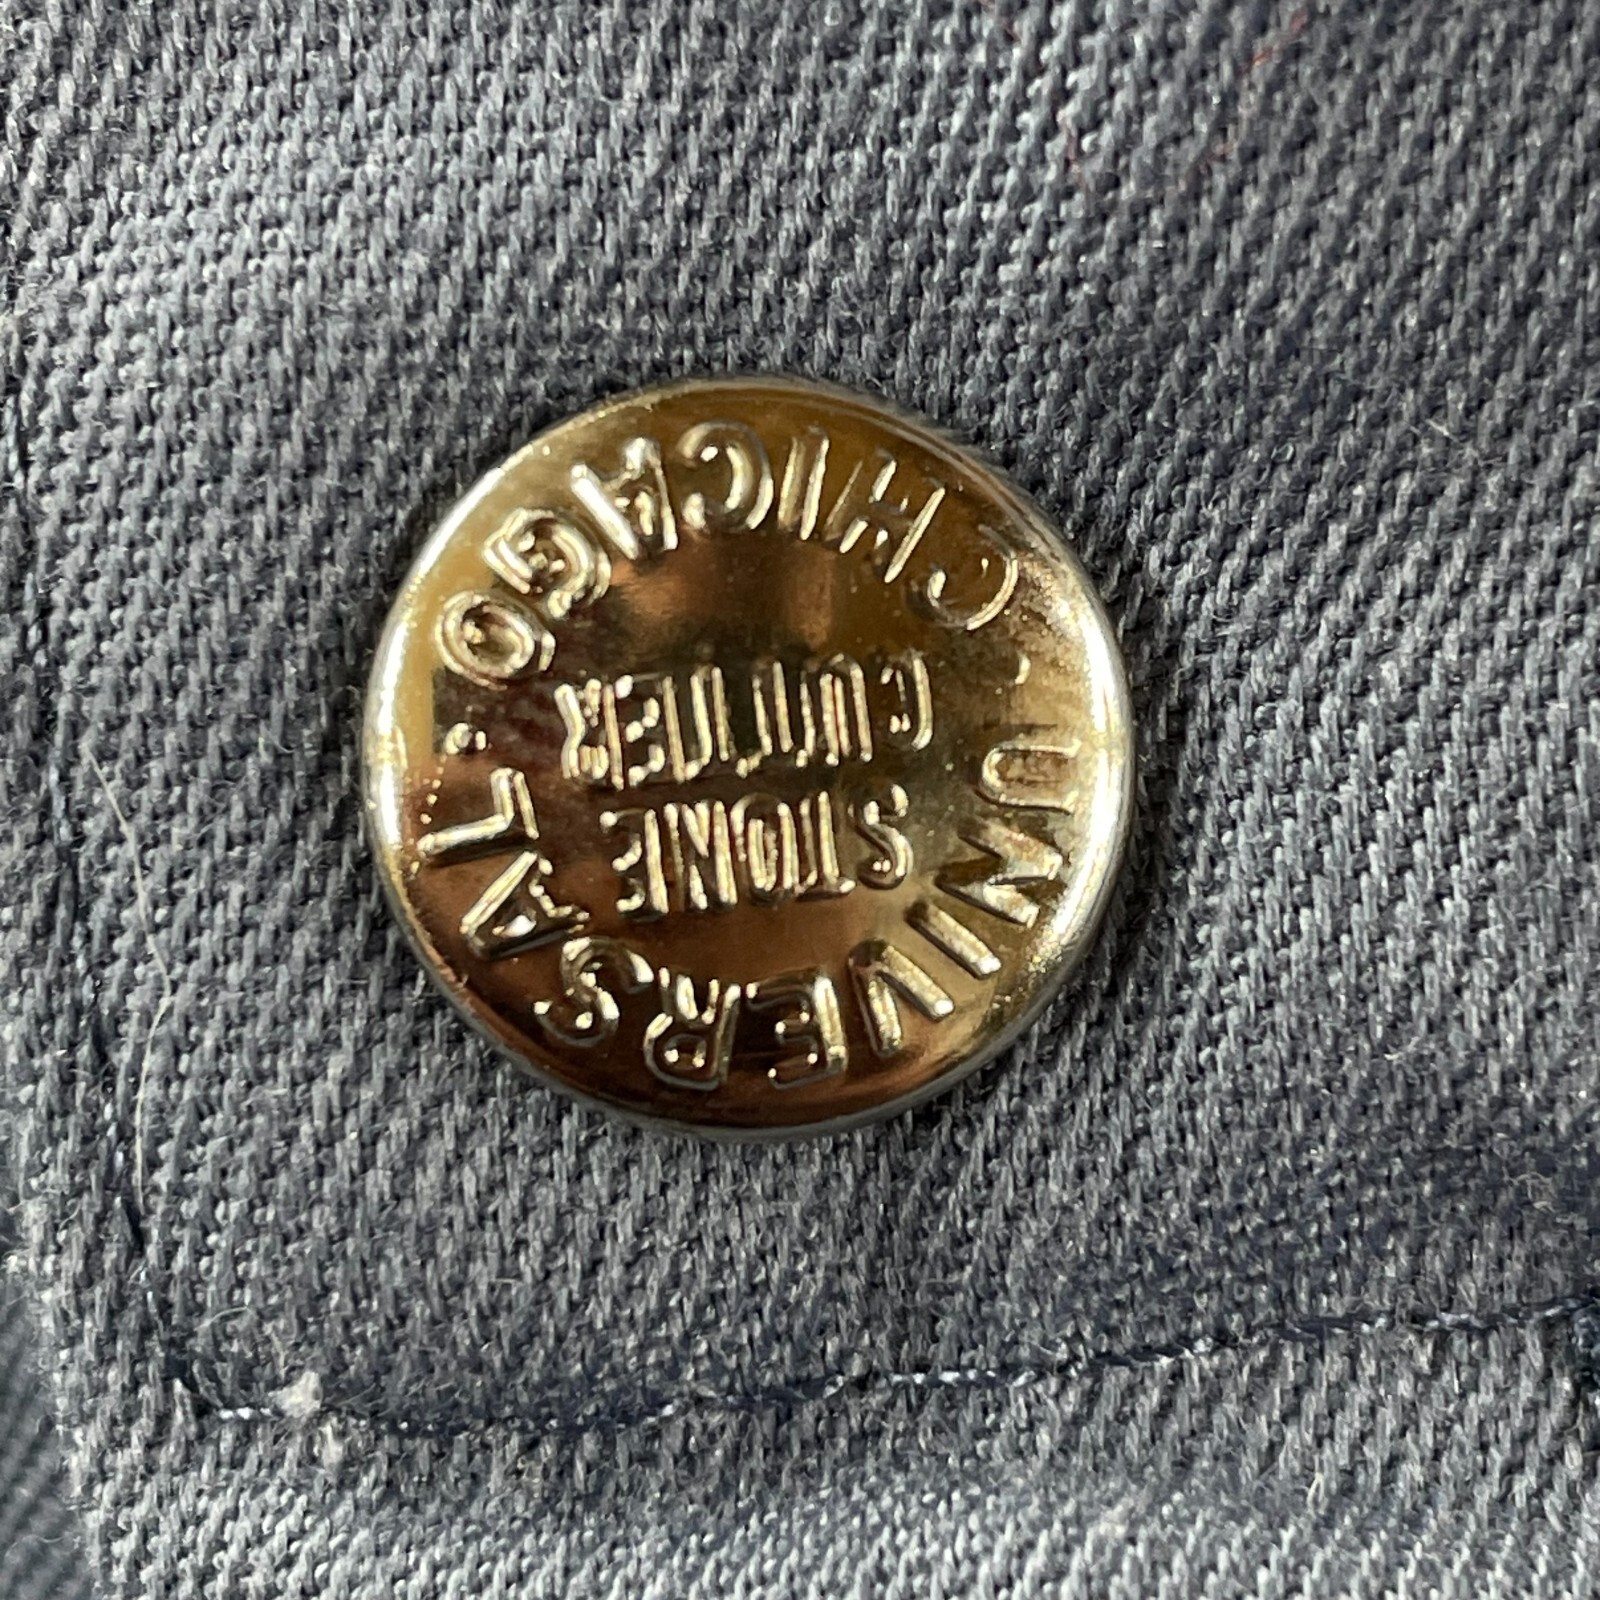 UNIVERSAL · CHICAGO ·
STONE
CUTTER